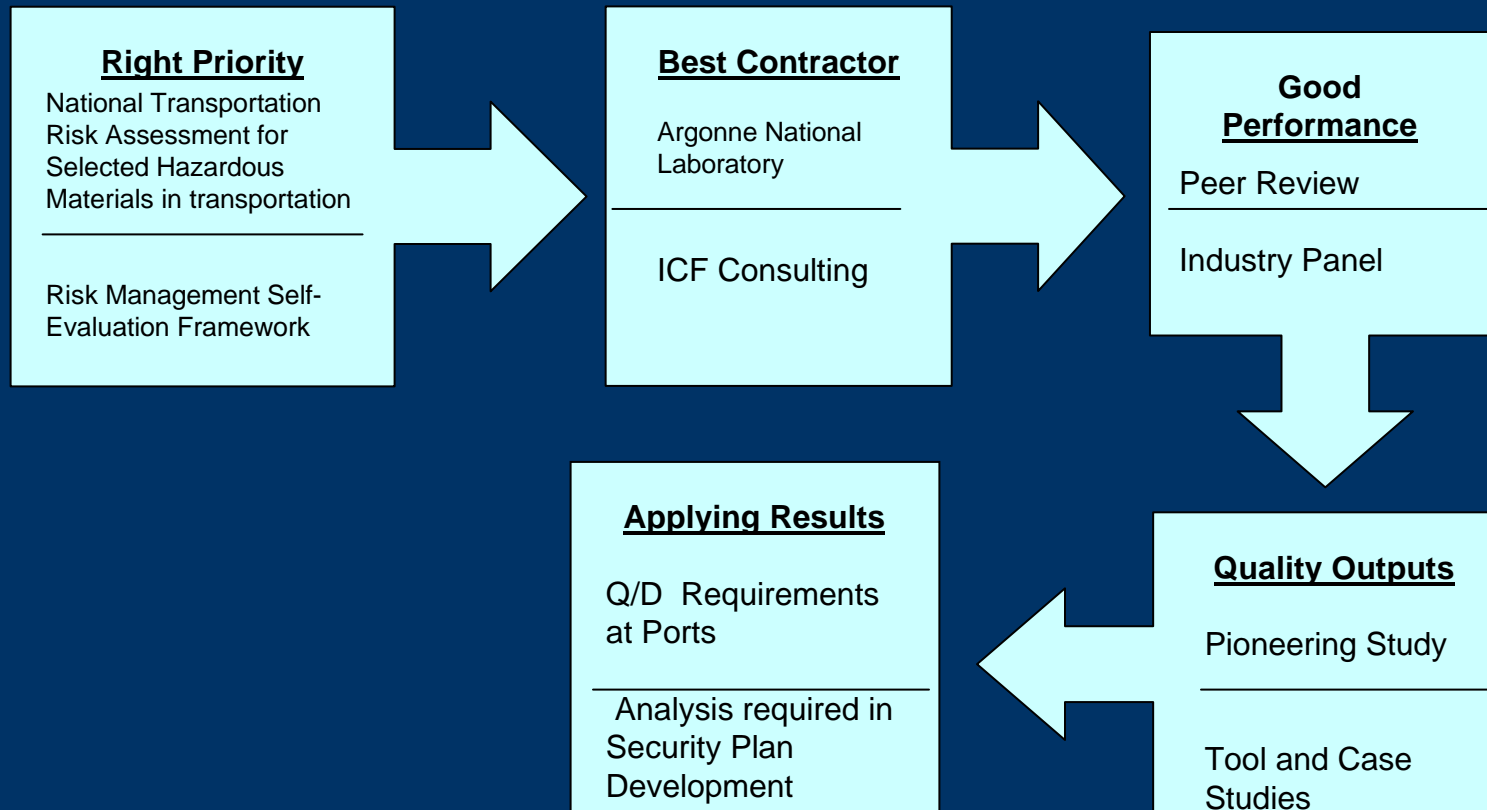 Right Priority
National Transportation
Risk Assessment for
Selected Hazardous
Materials in transportation
Risk Management Self-
Evaluation Framework
Best Contractor
Argonne National
Laboratory
ICF Consulting
Good
Performance
Peer Review
Industry Panel
Quality Outputs
Pioneering Study
Tool and Case
Studies
Applying Results
Q/D Requirements
at Ports
Analysis required in
Security Plan
Development